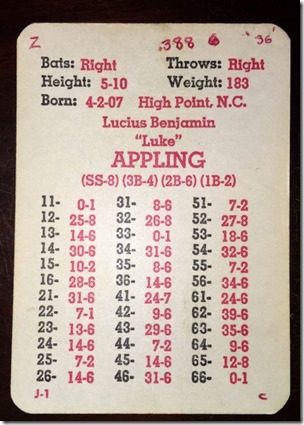 Z .388 6 '36'
Bats: Right Throws: Right
Height: 5-10 Weight: 183
Born: 4-2-07 High Point, N.C.
Lucius Benjamin
"Luke"
APPLING
(SS-8) (3B-4) (2B-6) (1B-2)
11- 0-1 31- 8-6 51- 7-2
12- 25-8 32- 26-8 52- 27-8
13- 14-6 33- 0-1 53- 18-6
14- 30-6 34- 31-6 54- 32-6
15- 10-2 35- 8-6 55- 7-2
16- 28-6 36- 14-6 56- 34-6
21- 31-6 41- 24-7 61- 24-6
22- 7-1 42- 9-6 62- 39-6
23- 13-6 43- 29-6 63- 35-6
24- 14-6 44- 7-2 64- 9-6
25- 7-2 45- 14-6 65- 12-8
26- 14-6 46- 31-6 66- 0-1
J-1 C